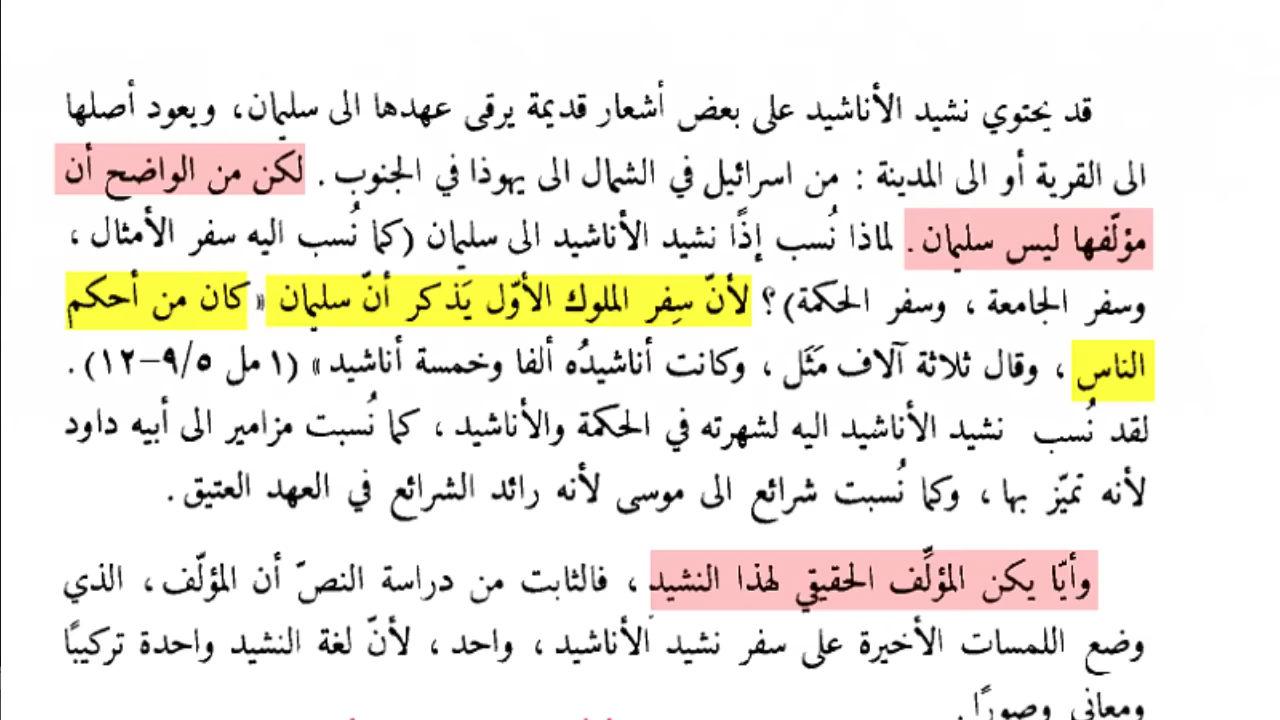 قد يحتوي نشيد الأناشيد على بعض أشعار قديمة يرقى عهدها الى سليمان، ويعود أصلها
الى القرية أو الى المدينة : من اسرائيل في الشمال الى يهوذا في الجنوب. لكن من الواضح أن
مؤلّفها ليس سليمان. لماذا نُسب إذًا نشيد الأناشيد الى سليمان (كما نُسب اليه سفر الأمثال،
وسفر الجامعة، وسفر الحكمة)؟ لأنّ سِفر الملوك الأوّل يَذكر أنّ سليمان «كان من أحكم
الناس، وقال ثلاثة آلاف مَثَل، وكانت أناشيدُه ألفا وخمسة أناشيد» (١ مل ٩/٥–١٢).
لقد نُسب نشيد الأناشيد اليه لشهرته في الحكمة والأناشيد، كما نُسبت مزامير الى أبيه داود
لأنه تميّز بها، وكما نُسبت شرائع الى موسى لأنه رائد الشرائع في العهد العتيق.
وأيّا يكن المؤلِّف الحقيقي لهذا النشيد، فالثابت من دراسة النصّ أن المؤلّف، الذي
وضع اللمسات الأخيرة على سفر نشيد الأناشيد، واحد، لأنّ لغة النشيد واحدة تركيبًا
ومعاني وصورًا.